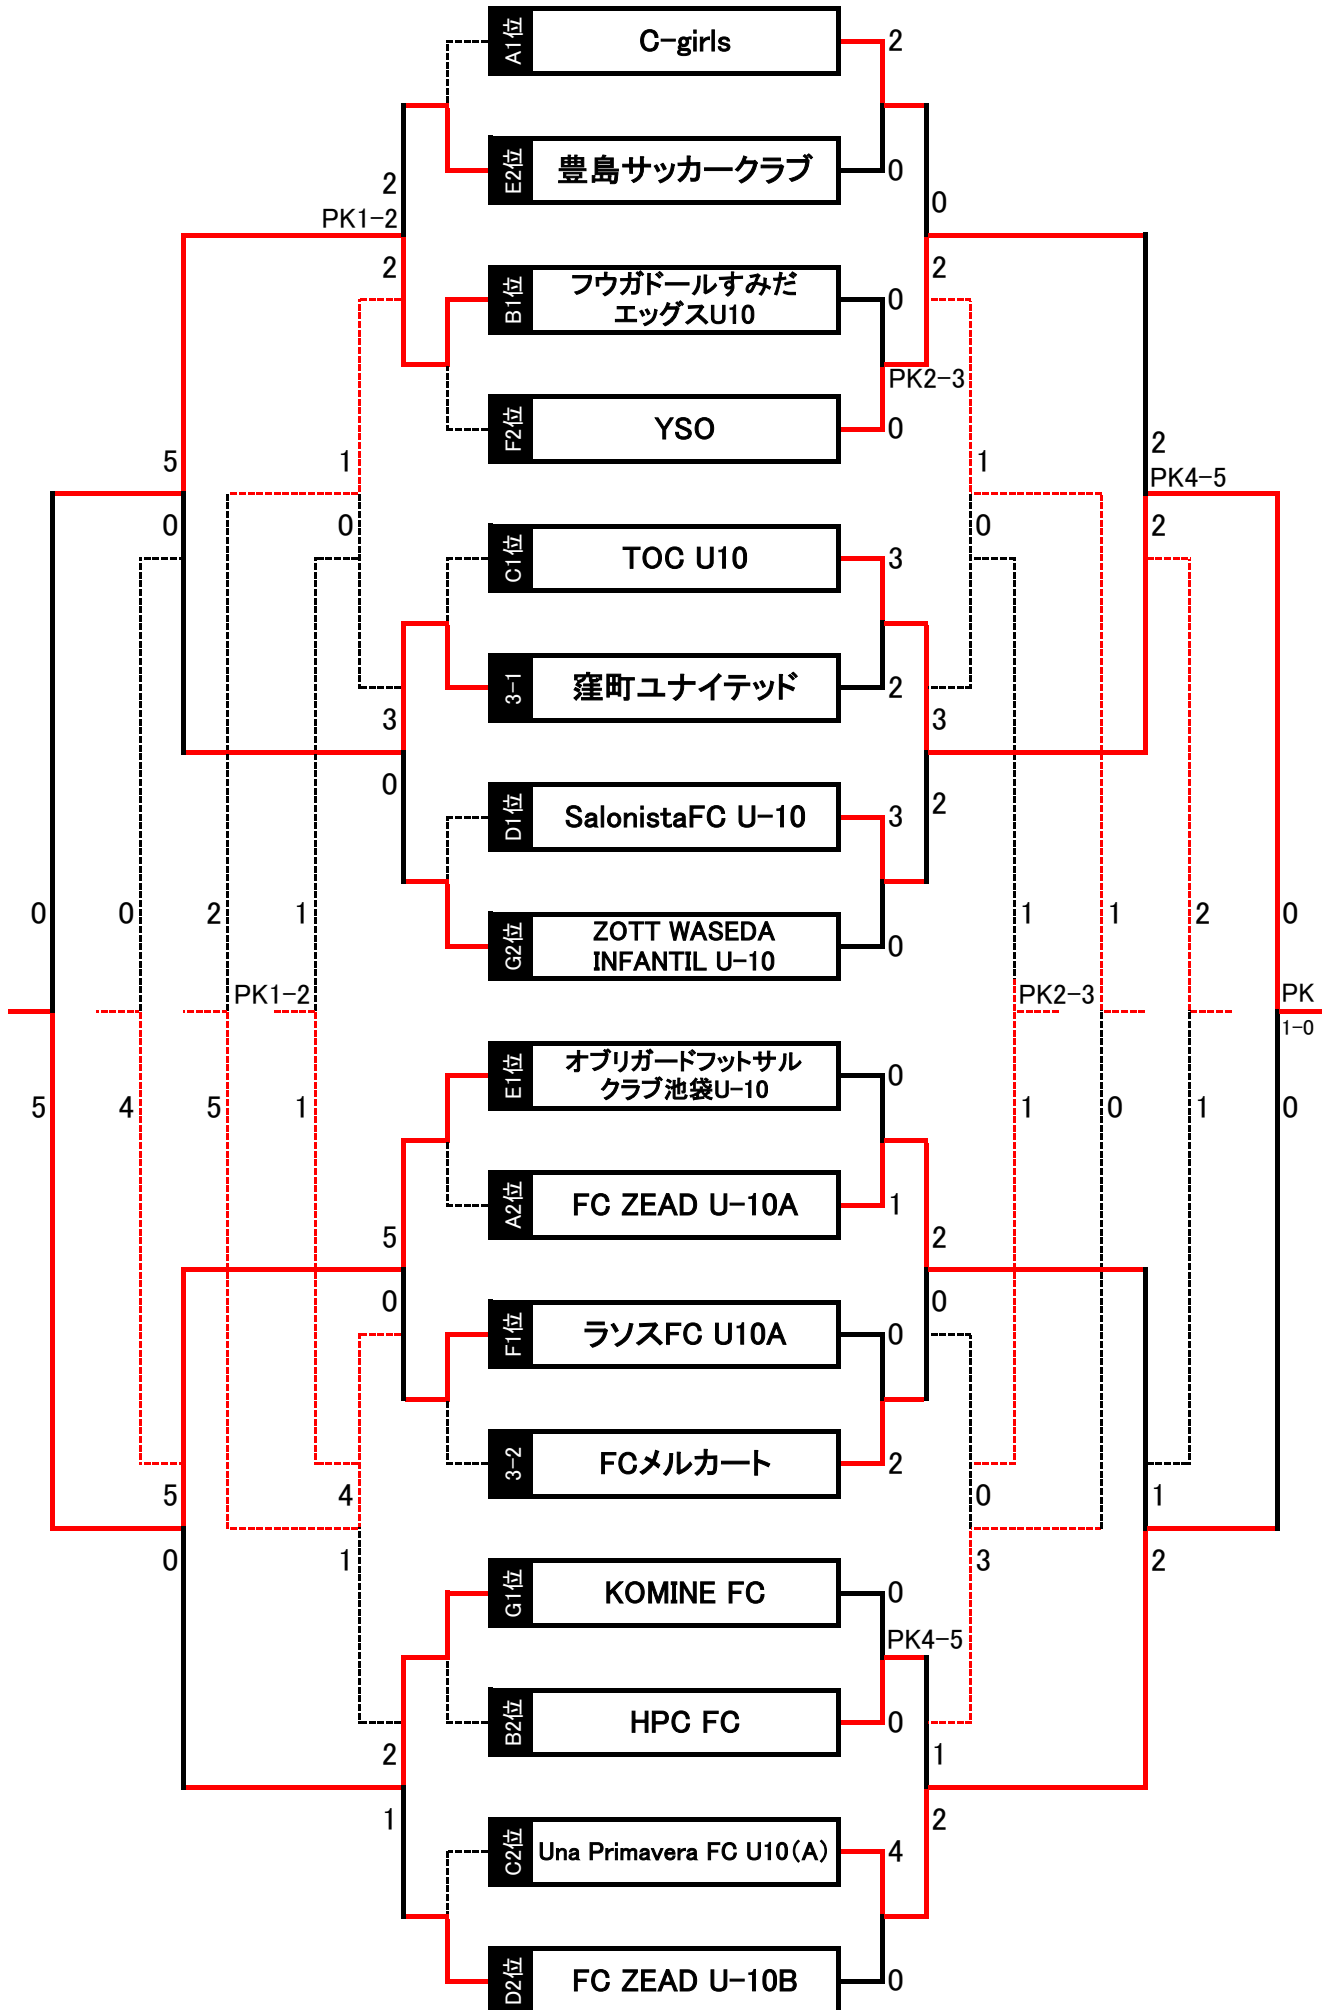 A1位 C-girls 2
E2位 豊島サッカークラブ 0
2 0
PK1-2
2 2
B1位 フウガドールすみだ 0
エッグスU10
PK2-3
F2位 YSO 0
5 1 1 2
PK4-5
0 0 0 2
C1位 TOC U10 3
3-1 窪町ユナイテッド 2
3 3
0 2
D1位 SalonistaFC U-10 3
0 0 2 1 1 1 2 0
G2位 ZOTT WASEDA 0
INFANTIL U-10
PK1-2 PK2-3 PK
1-0
E1位 オブリガードフットサル 0
クラブ池袋U-10
5 4 5 1 1 0 1 0
A2位 FC ZEAD U-10A 1
5 2
0 0
F1位 ラソスFC U10A 0
3-2 FCメルカート 2
5 4 0 1
0 1 3 2
G1位 KOMINE FC 0
PK4-5
B2位 HPC FC 0
2 1
1 2
C2位 Una Primavera FC U10(A) 4
D2位 FC ZEAD U-10B 0